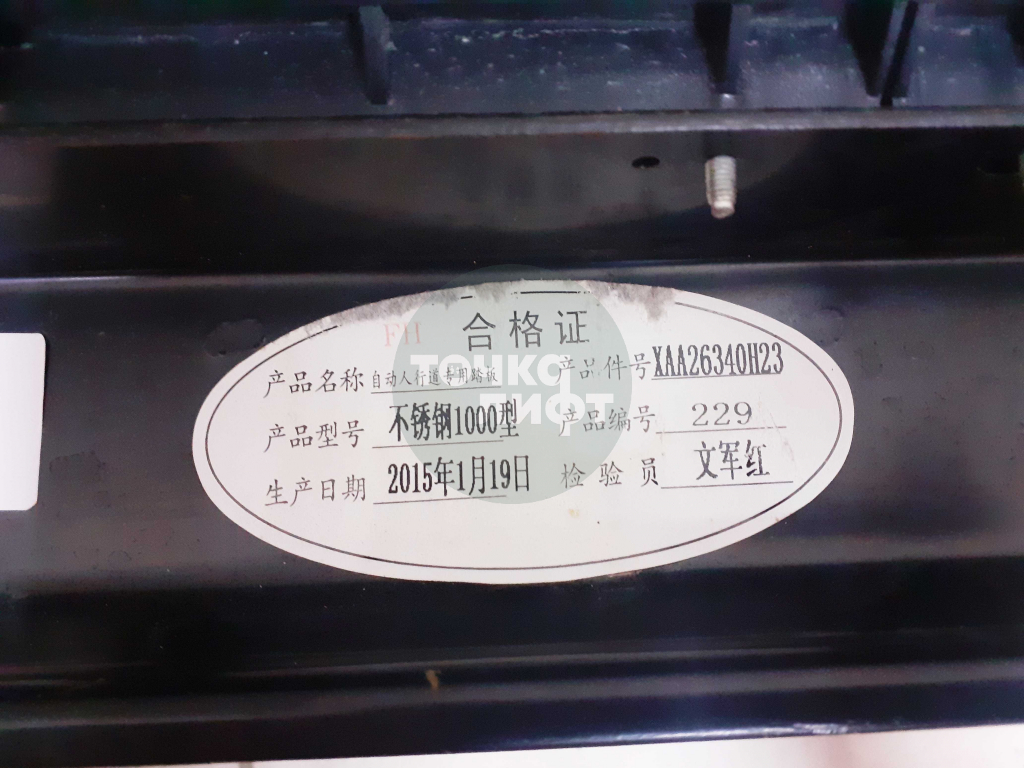 FH
合格证
产品名称 自动人行道专用踏板 产品件号 XAA26340H23
产品型号 不锈钢1000型 产品编号 229
生产日期 2015年1月19日 检验员 文军红
точка
лифт